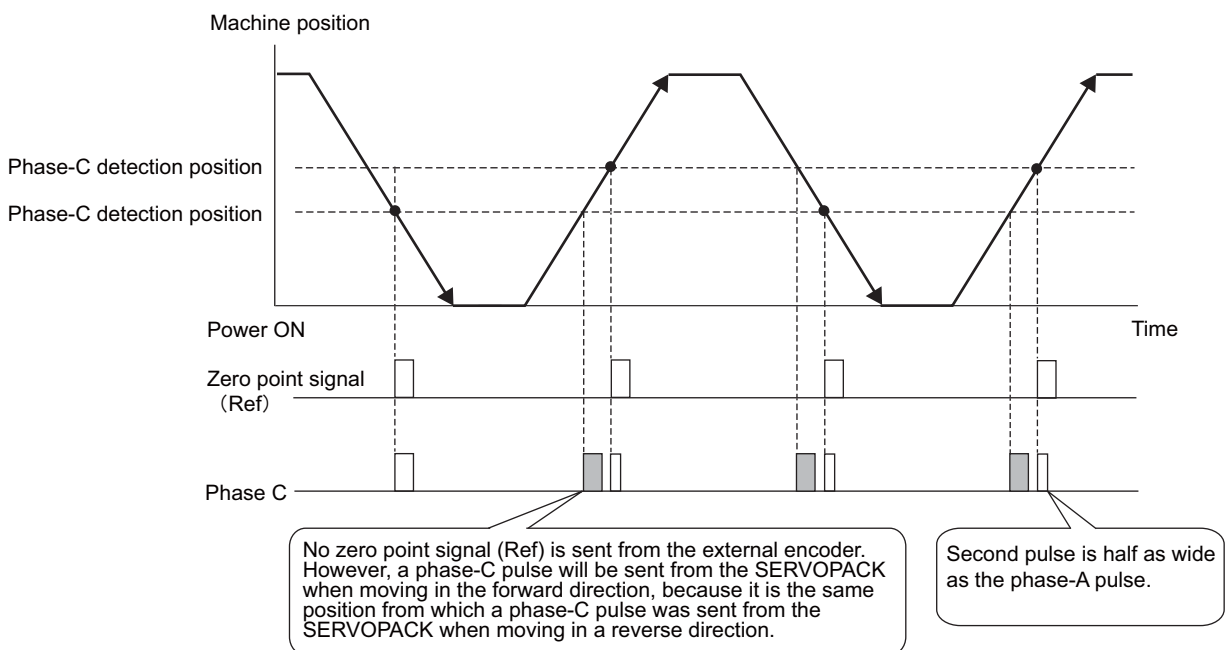 Machine position
Phase-C detection position
Phase-C detection position
Power ON
Time
Zero point signal
（Ref）
Phase C
No zero point signal (Ref) is sent from the external encoder.
However, a phase-C pulse will be sent from the SERVOPACK
when moving in the forward direction, because it is the same
position from which a phase-C pulse was sent from the
SERVOPACK when moving in a reverse direction.
Second pulse is half as wide
as the phase-A pulse.